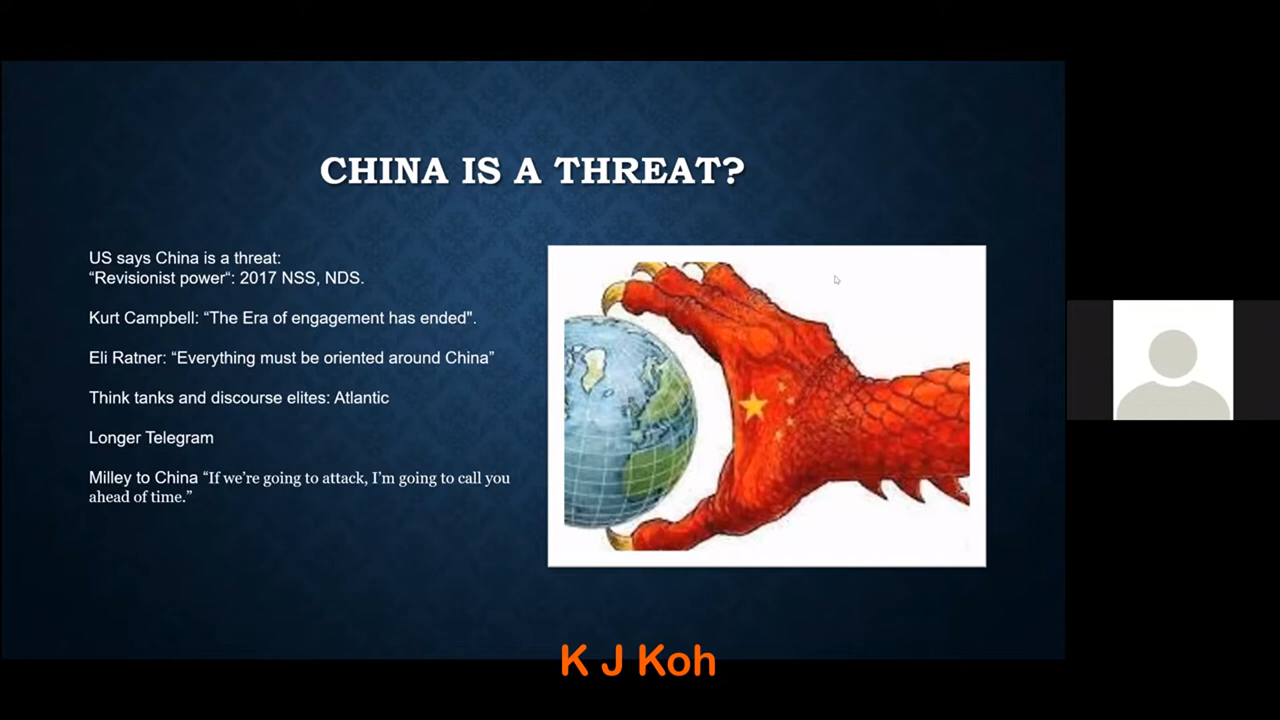 CHINA IS A THREAT?
US says China is a threat:
“Revisionist power“: 2017 NSS, NDS.
Kurt Campbell: “The Era of engagement has ended".
Eli Ratner: “Everything must be oriented around China”
Think tanks and discourse elites: Atlantic
Longer Telegram
Milley to China “If we’re going to attack, I’m going to call you
ahead of time.”
K J Koh